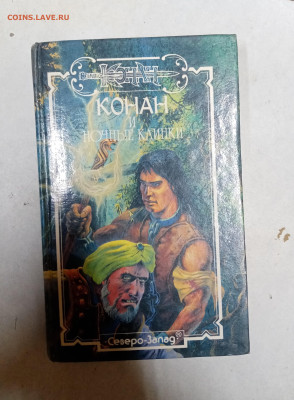 coins.lave.ru
КОНАН
КОНАН
И
НОЧНЫЕ КЛИНКИ
Северо-Запад